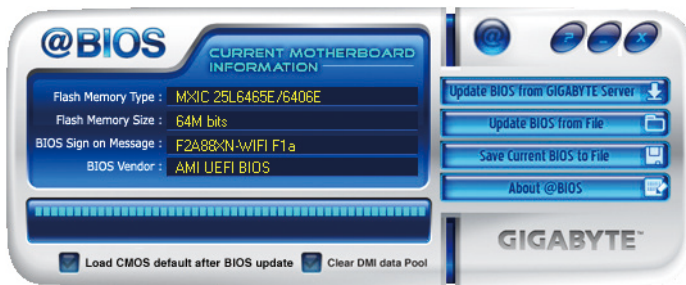 @BIOS
CURRENT MOTHERBOARD
INFORMATION
Flash Memory Type : MXIC 25L6465E/6406E
Flash Memory Size : 64M bits
BIOS Sign on Message : F2A88XN-WIFI F1a
BIOS Vendor : AMI UEFI BIOS
Load CMOS default after BIOS update
Clear DMI data Pool
@
? – X
Update BIOS from GIGABYTE Server
Update BIOS from File
Save Current BIOS to File
About @BIOS
GIGABYTE™